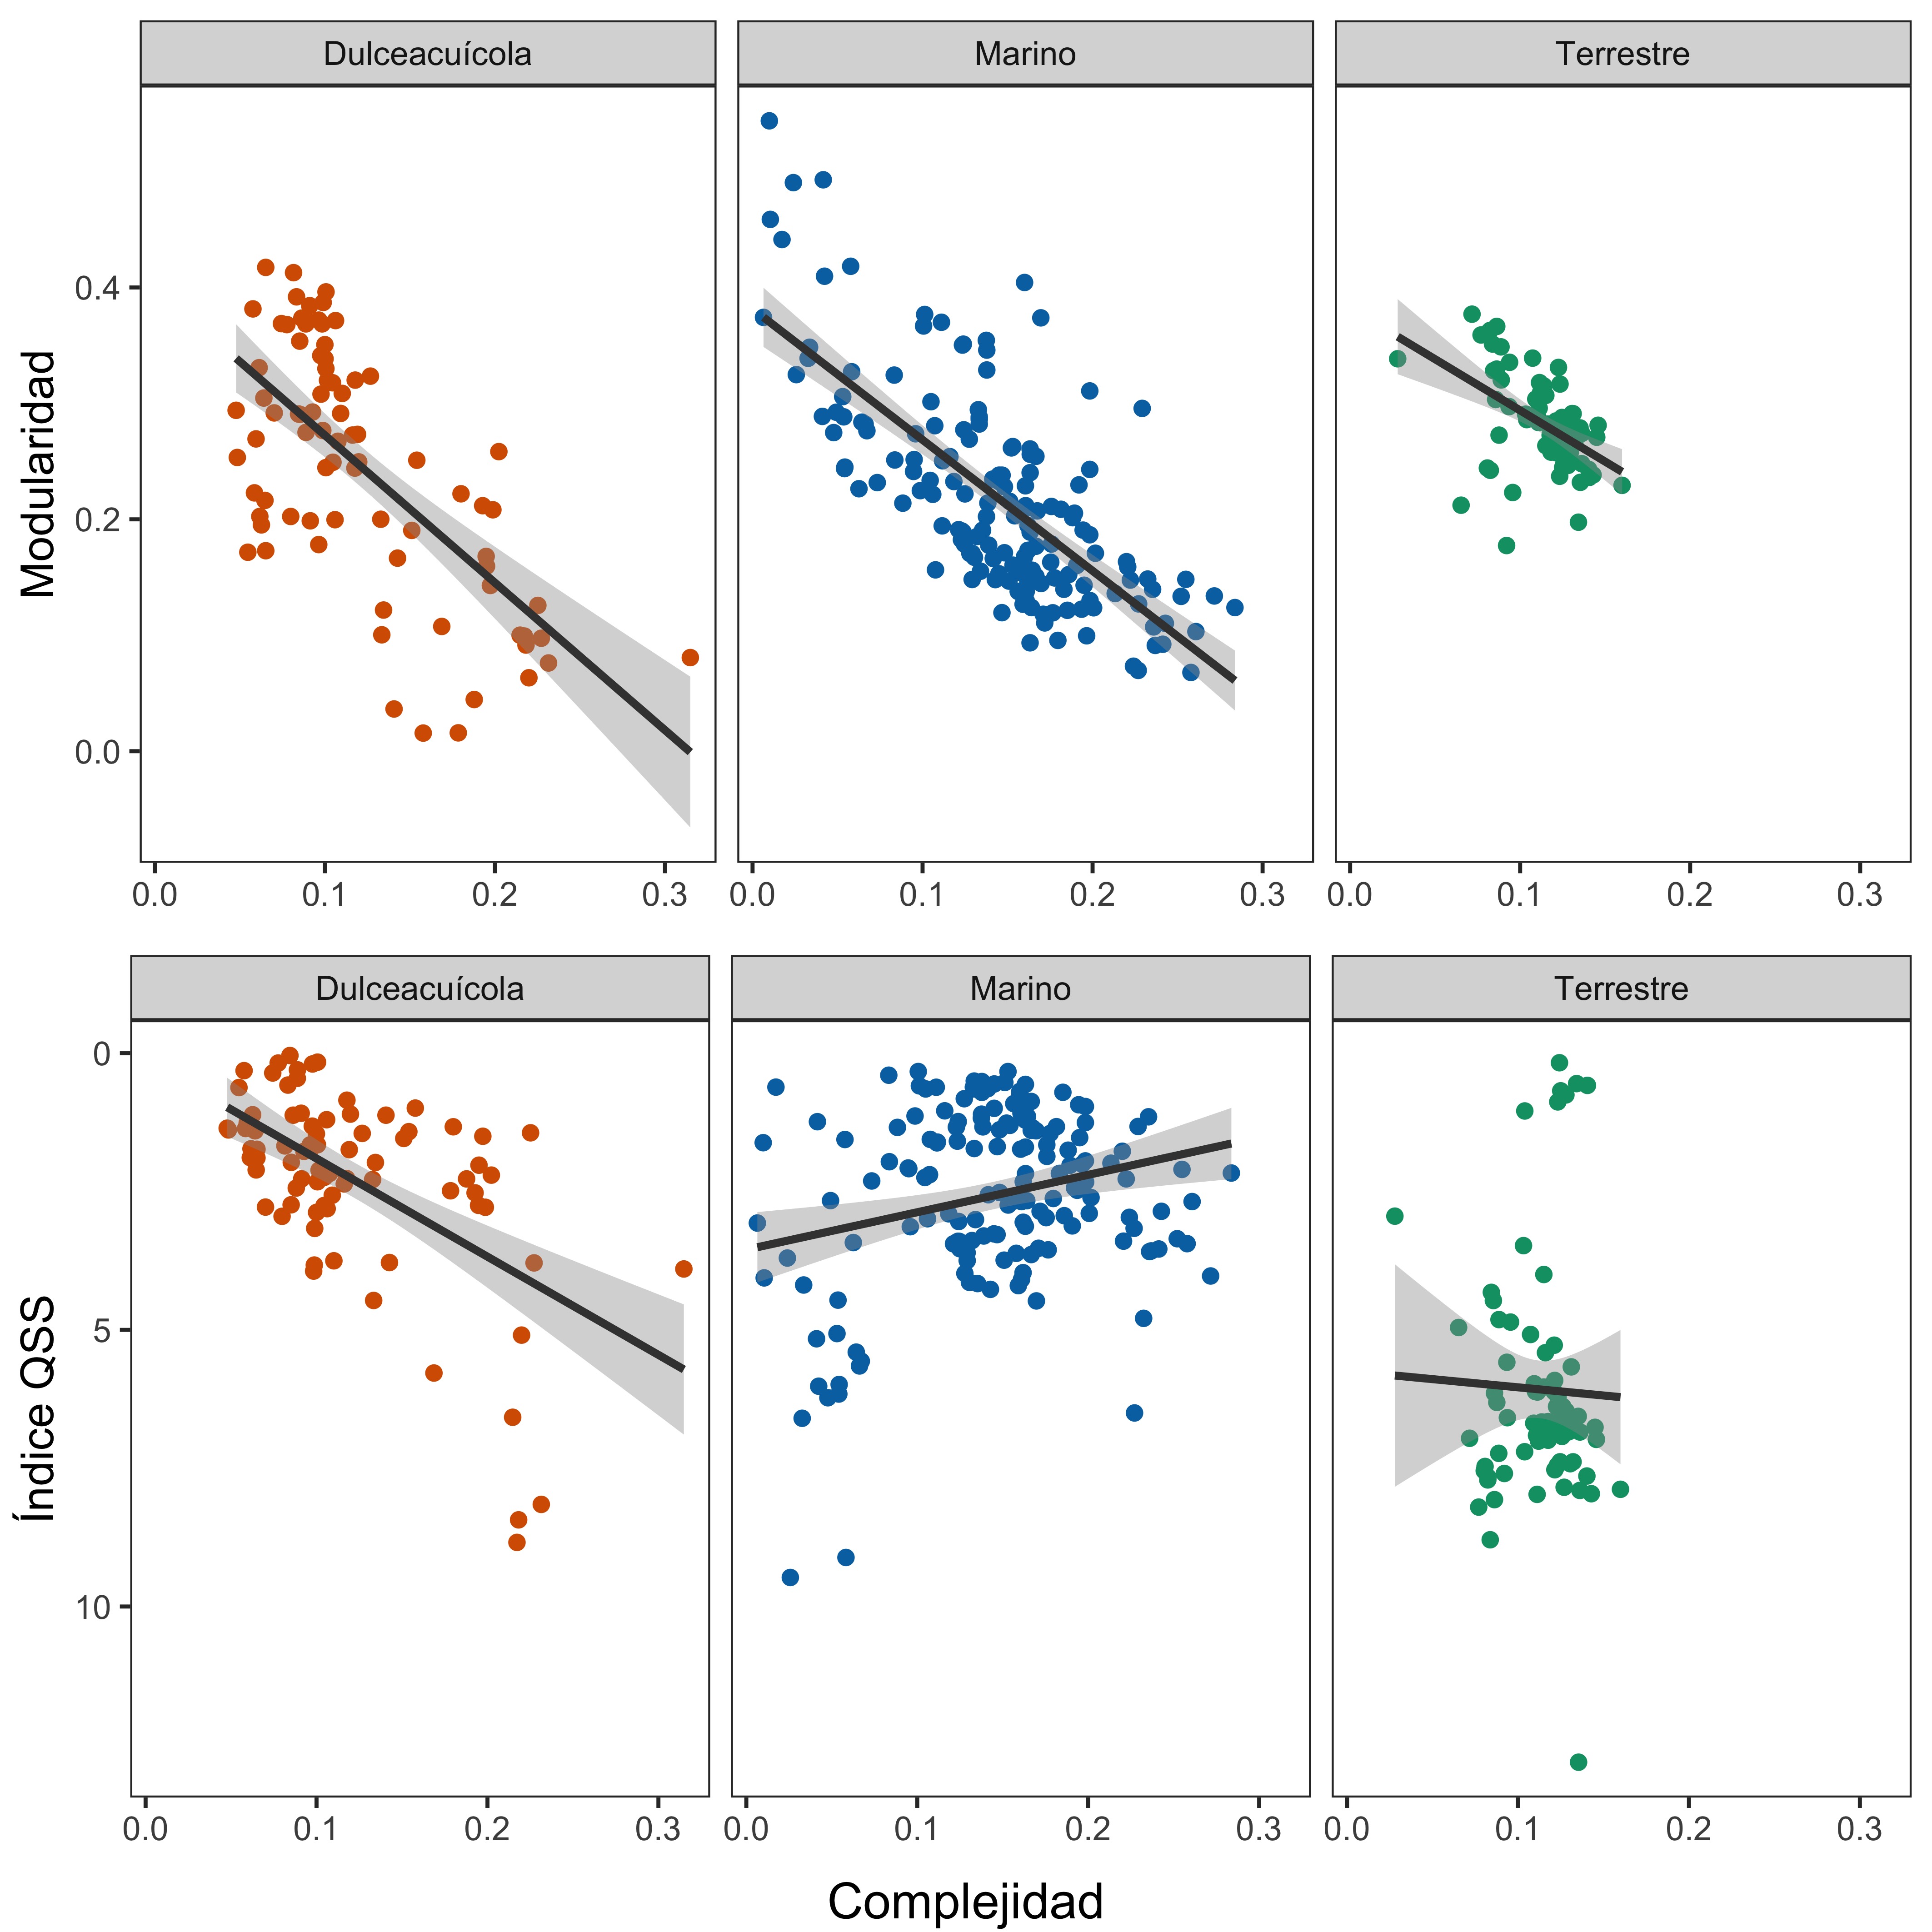 Dulceacuícola Marino Terrestre
Modularidad
0.4
0.2
0.0
0.0 0.1 0.2 0.3 0.0 0.1 0.2 0.3 0.0 0.1 0.2 0.3
Dulceacuícola Marino Terrestre
Índice QSS
0
5
10
0.0 0.1 0.2 0.3 0.0 0.1 0.2 0.3 0.0 0.1 0.2 0.3
Complejidad